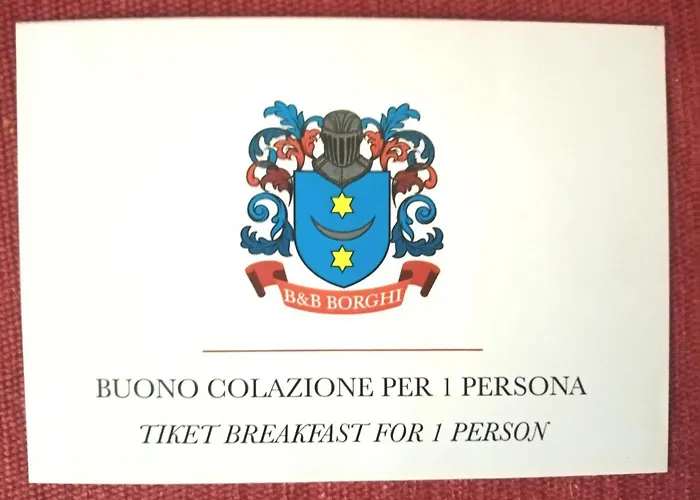 B&B BORGHI
BUONO COLAZIONE PER 1 PERSONA
TIKET BREAKFAST FOR 1 PERSON